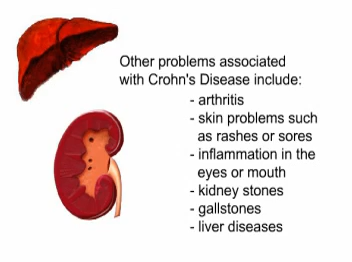 Other problems associated
with Crohn's Disease include:
- arthritis
- skin problems such
as rashes or sores
- inflammation in the
eyes or mouth
- kidney stones
- gallstones
- liver diseases